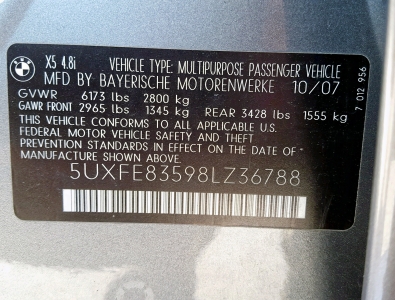 BMW
X5 4.8i
VEHICLE TYPE: MULTIPURPOSE PASSENGER VEHICLE
MFD BY BAYERISCHE MOTORENWERKE 10/07
GVWR 6173 lbs 2800 kg
GAWR FRONT 2965 lbs 1345 kg REAR 3428 lbs 1555 kg
THIS VEHICLE CONFORMS TO ALL APPLICABLE U.S.
FEDERAL MOTOR VEHICLE SAFETY AND THEFT
PREVENTION STANDARDS IN EFFECT ON THE DATE OF
MANUFACTURE SHOWN ABOVE.
5UXFE83598LZ36788
7 012 956